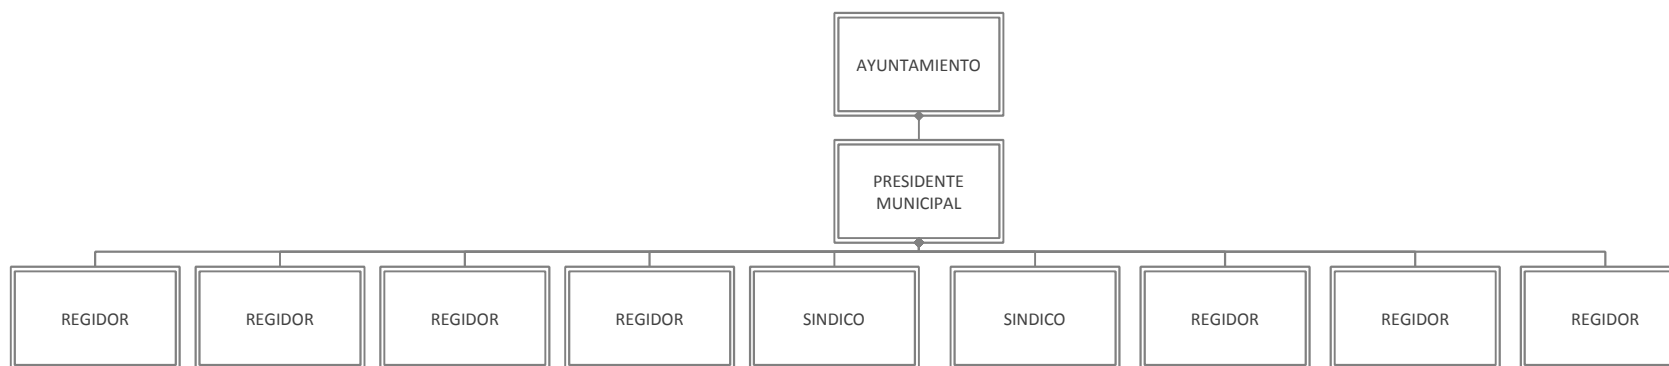 AYUNTAMIENTO
PRESIDENTE
MUNICIPAL
REGIDOR
REGIDOR
REGIDOR
REGIDOR
SINDICO
SINDICO
REGIDOR
REGIDOR
REGIDOR